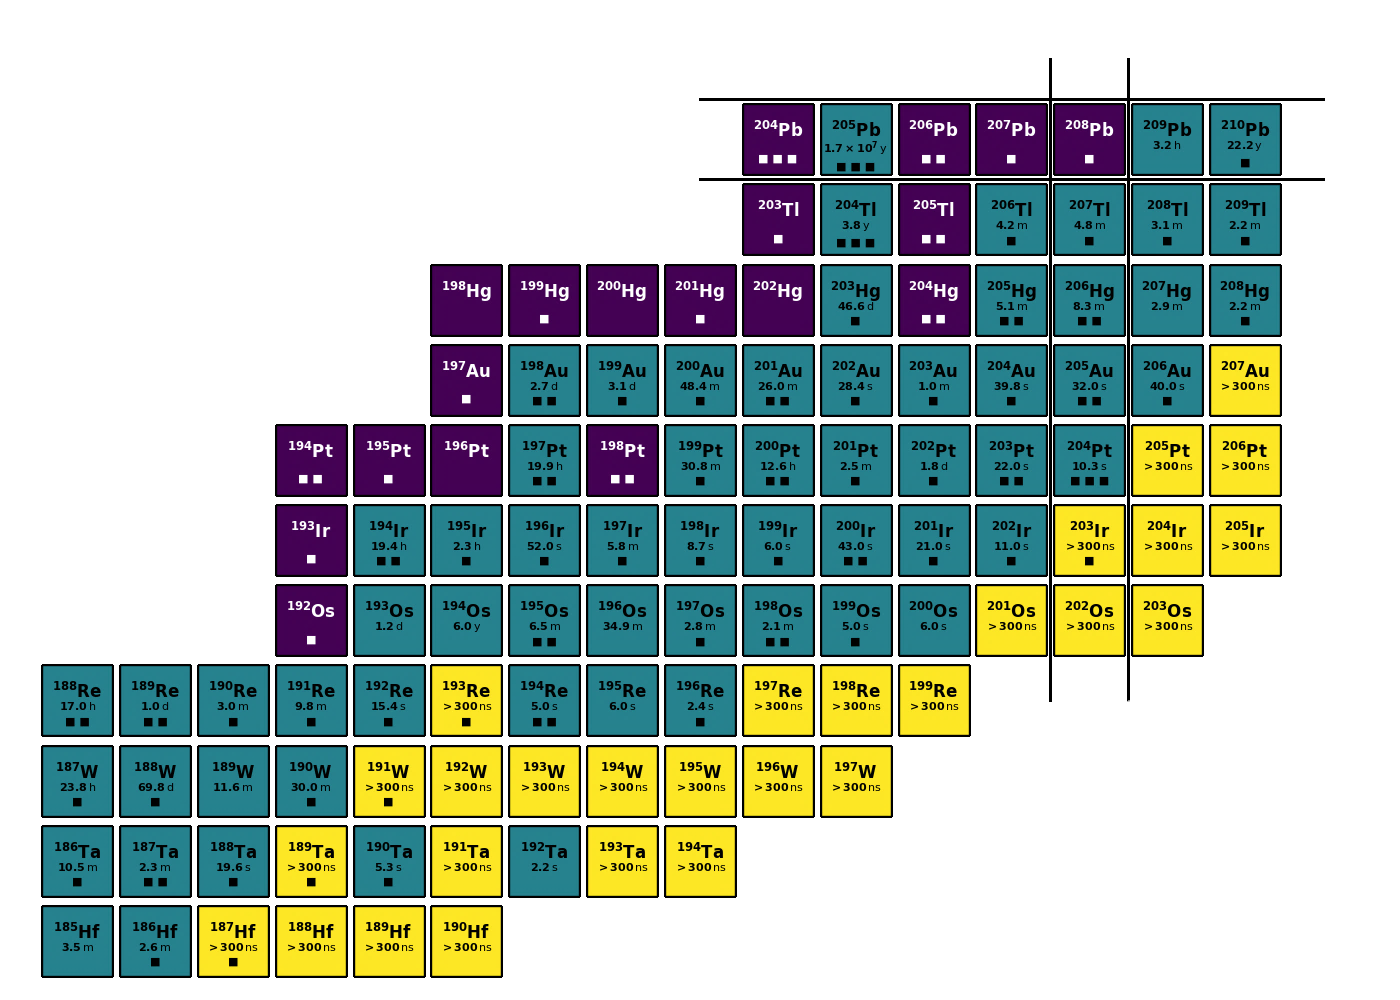 204Pb 205Pb 206Pb 207Pb 208Pb 209Pb 210Pb
1.7 × 10⁷ y 3.2 h 22.2 y
203Tl 204Tl 205Tl 206Tl 207Tl 208Tl 209Tl
3.8 y 4.2 m 4.8 m 3.1 m 2.2 m
198Hg 199Hg 200Hg 201Hg 202Hg 203Hg 204Hg 205Hg 206Hg 207Hg 208Hg
46.6 d 5.1 m 8.3 m 2.9 m 2.2 m
197Au 198Au 199Au 200Au 201Au 202Au 203Au 204Au 205Au 206Au 207Au
2.7 d 3.1 d 48.4 m 26.0 m 28.4 s 1.0 m 39.8 s 32.0 s 40.0 s >300 ns
194Pt 195Pt 196Pt 197Pt 198Pt 199Pt 200Pt 201Pt 202Pt 203Pt 204Pt 205Pt 206Pt
19.9 h 30.8 m 12.6 h 2.5 m 1.8 d 22.0 s 10.3 s >300 ns >300 ns
193Ir 194Ir 195Ir 196Ir 197Ir 198Ir 199Ir 200Ir 201Ir 202Ir 203Ir 204Ir 205Ir
19.4 h 2.3 h 52.0 s 5.8 m 8.7 s 6.0 s 43.0 s 21.0 s 11.0 s >300 ns >300 ns >300 ns
192Os 193Os 194Os 195Os 196Os 197Os 198Os 199Os 200Os 201Os 202Os 203Os
1.2 d 6.0 y 6.5 m 34.9 m 2.8 m 2.1 m 5.0 s 6.0 s >300 ns >300 ns >300 ns
188Re 189Re 190Re 191Re 192Re 193Re 194Re 195Re 196Re 197Re 198Re 199Re
17.0 h 1.0 d 3.0 m 9.8 m 15.4 s >300 ns 5.0 s 6.0 s 2.4 s >300 ns >300 ns >300 ns
187W 188W 189W 190W 191W 192W 193W 194W 195W 196W 197W
23.8 h 69.8 d 11.6 m 30.0 m >300 ns >300 ns >300 ns >300 ns >300 ns >300 ns >300 ns
186Ta 187Ta 188Ta 189Ta 190Ta 191Ta 192Ta 193Ta 194Ta
10.5 m 2.3 m 19.6 s >300 ns 5.3 s >300 ns 2.2 s >300 ns >300 ns
185Hf 186Hf 187Hf 188Hf 189Hf 190Hf
3.5 m 2.6 m >300 ns >300 ns >300 ns >300 ns